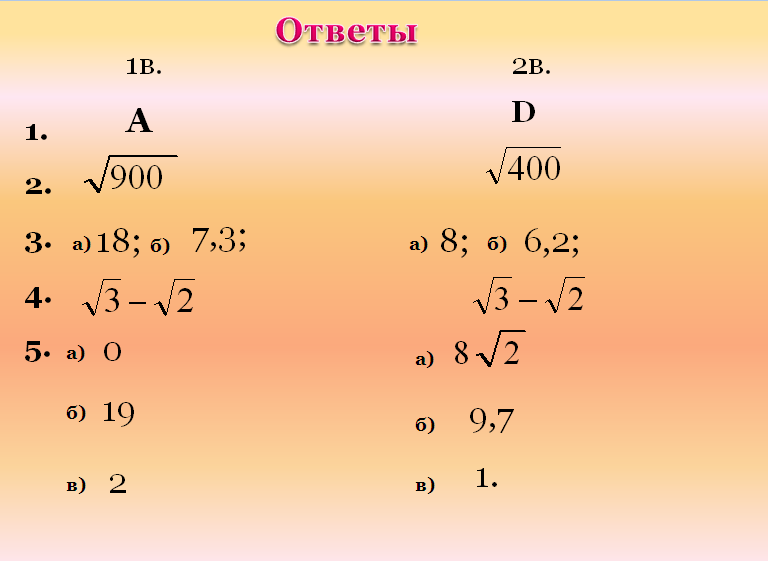 Ответы
1В. 2В.
1. A D
2. √900 √400
3. а) 18; б) 7,3; а) 8; б) 6,2;
4. √3 – √2 √3 – √2
5. а) 0 а) 8√2
б) 19 б) 9,7
в) 2 в) 1.